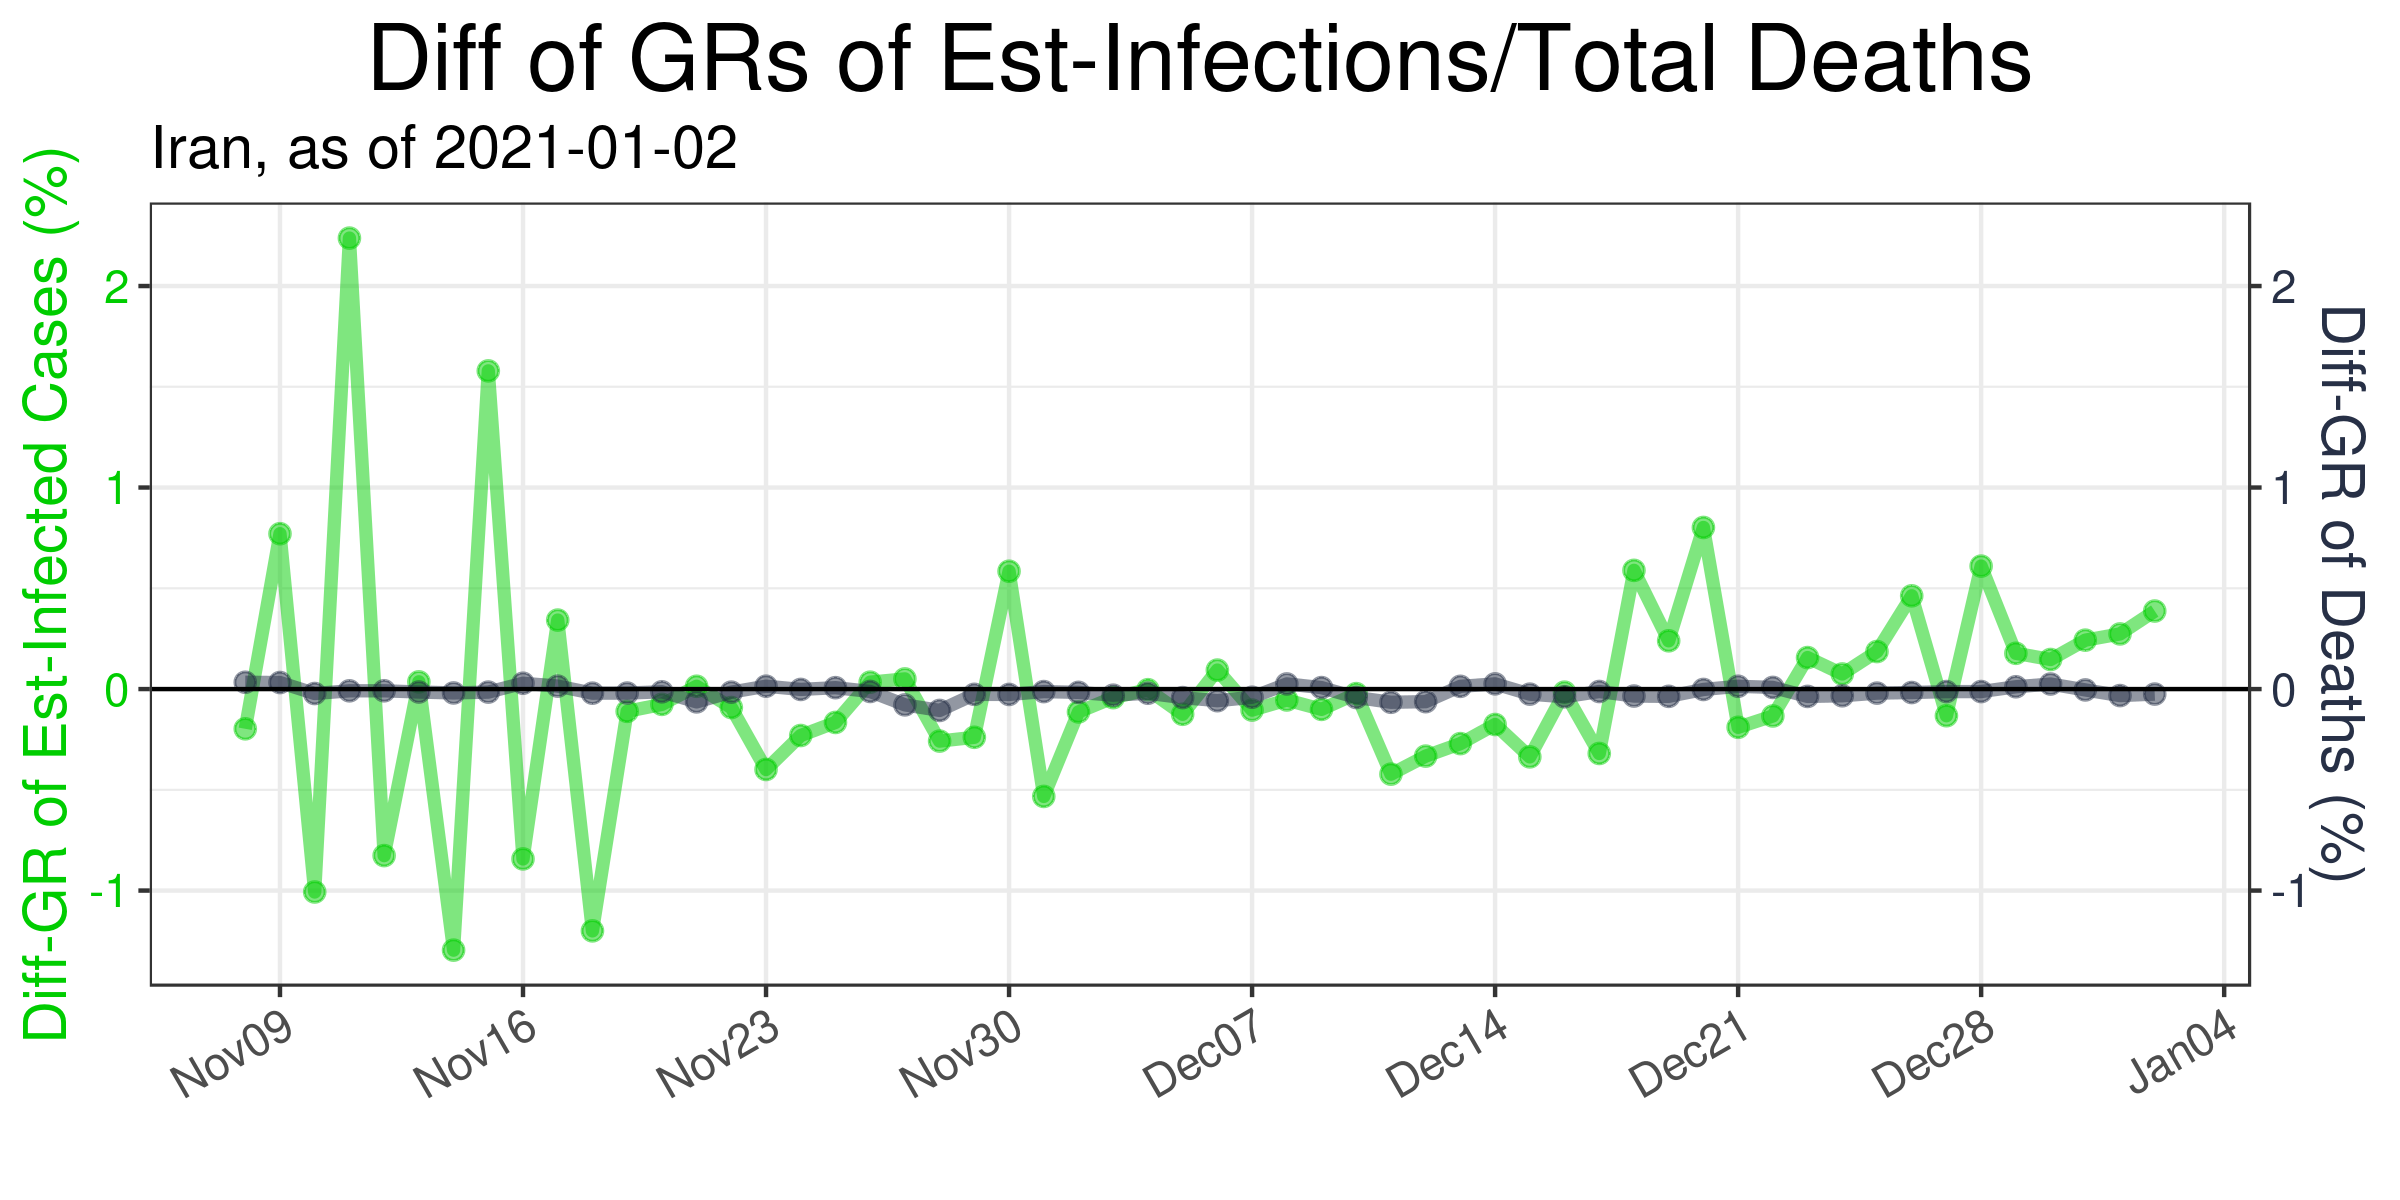 Diff of GRs of Est-Infections/Total Deaths
Iran, as of 2021-01-02
Diff-GR of Est-Infected Cases (%)
2
1
0
-1
2
1
0
-1
Diff-GR of Deaths (%)
Nov09
Nov16
Nov23
Nov30
Dec07
Dec14
Dec21
Dec28
Jan04